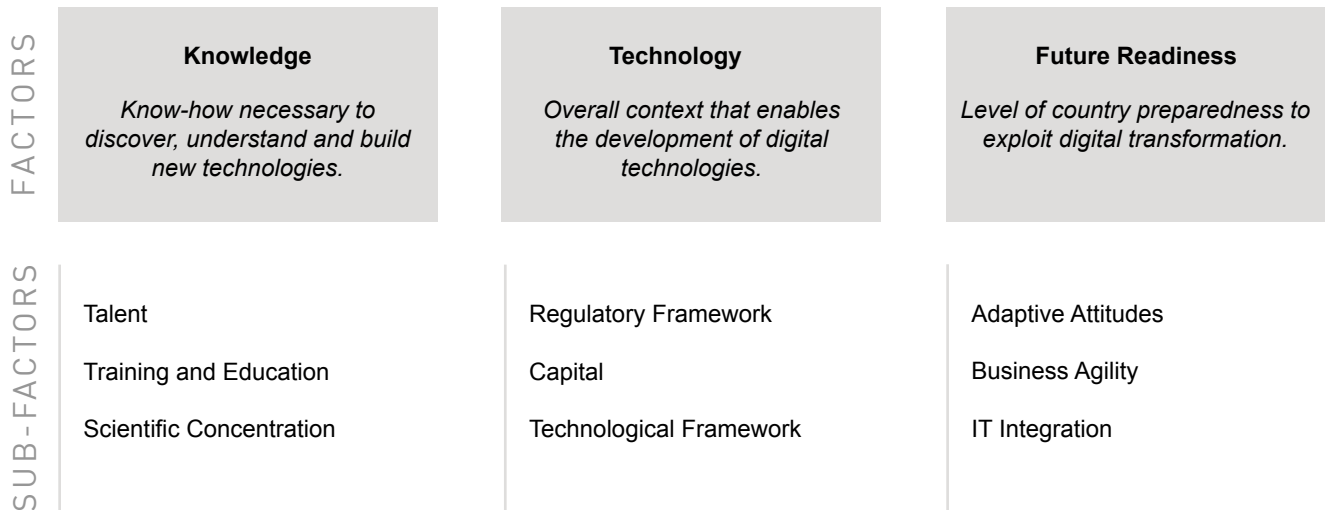 FACTORS
Knowledge
Know-how necessary to
discover, understand and build
new technologies.
Technology
Overall context that enables
the development of digital
technologies.
Future Readiness
Level of country preparedness to
exploit digital transformation.
SUB-FACTORS
Talent
Training and Education
Scientific Concentration
Regulatory Framework
Capital
Technological Framework
Adaptive Attitudes
Business Agility
IT Integration